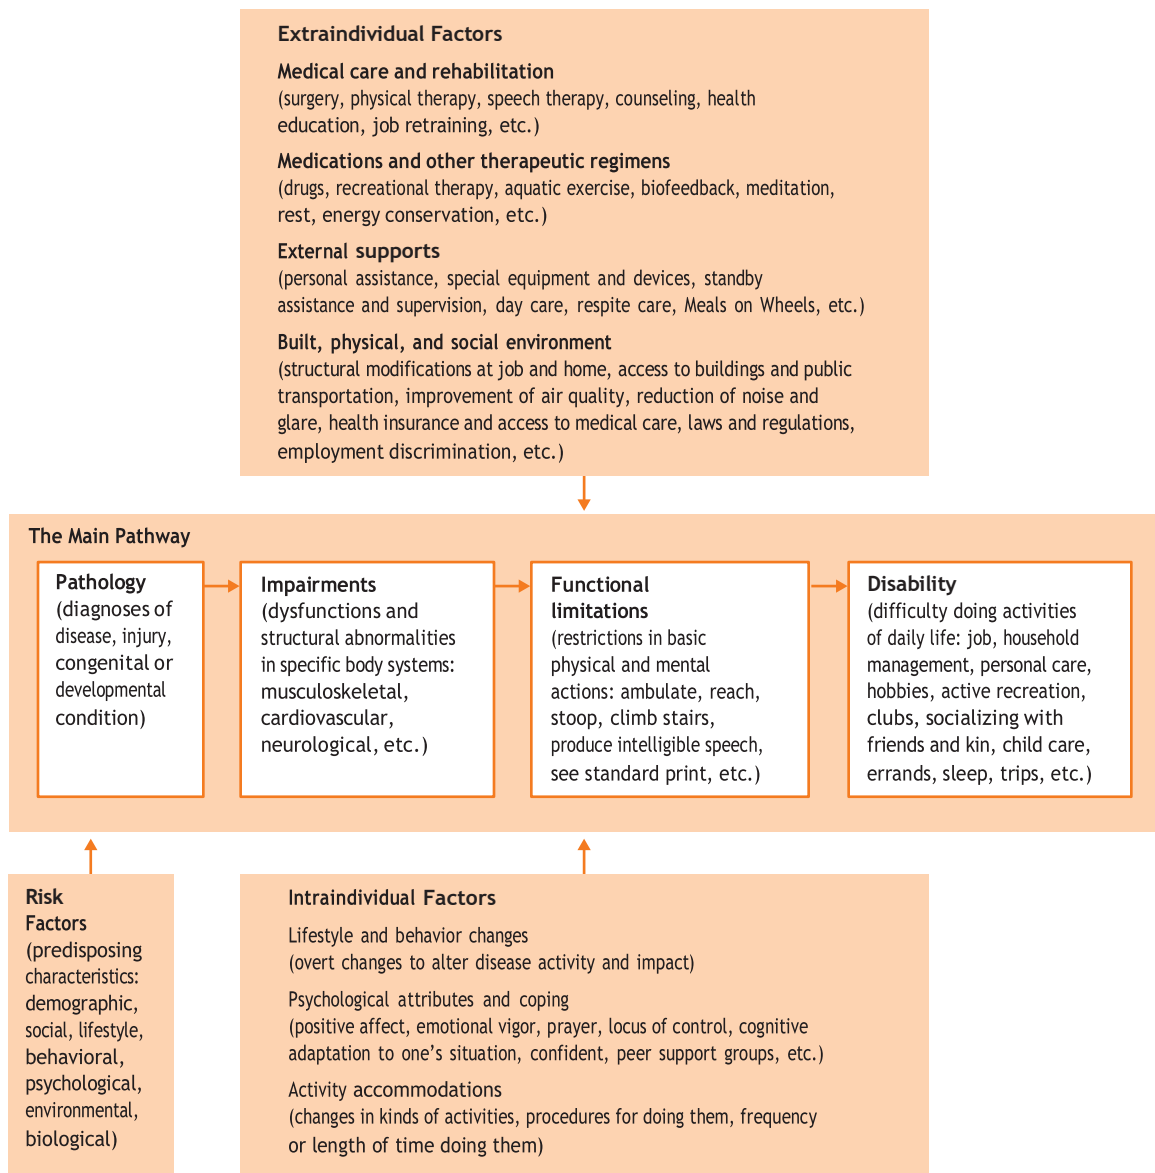 Extraindividual Factors
Medical care and rehabilitation
(surgery, physical therapy, speech therapy, counseling, health
education, job retraining, etc.)
Medications and other therapeutic regimens
(drugs, recreational therapy, aquatic exercise, biofeedback, meditation,
rest, energy conservation, etc.)
External supports
(personal assistance, special equipment and devices, standby
assistance and supervision, day care, respite care, Meals on Wheels, etc.)
Built, physical, and social environment
(structural modifications at job and home, access to buildings and public
transportation, improvement of air quality, reduction of noise and
glare, health insurance and access to medical care, laws and regulations,
employment discrimination, etc.)
The Main Pathway
Pathology
(diagnoses of
disease, injury,
congenital or
developmental
condition)
Impairments
(dysfunctions and
structural abnormalities
in specific body systems:
musculoskeletal,
cardiovascular,
neurological, etc.)
Functional
limitations
(restrictions in basic
physical and mental
actions: ambulate, reach,
stoop, climb stairs,
produce intelligible speech,
see standard print, etc.)
Disability
(difficulty doing activities
of daily life: job, household
management, personal care,
hobbies, active recreation,
clubs, socializing with
friends and kin, child care,
errands, sleep, trips, etc.)
Risk
Factors
(predisposing
characteristics:
demographic,
social, lifestyle,
behavioral,
psychological,
environmental,
biological)
Intraindividual Factors
Lifestyle and behavior changes
(overt changes to alter disease activity and impact)
Psychological attributes and coping
(positive affect, emotional vigor, prayer, locus of control, cognitive
adaptation to one's situation, confident, peer support groups, etc.)
Activity accommodations
(changes in kinds of activities, procedures for doing them, frequency
or length of time doing them)